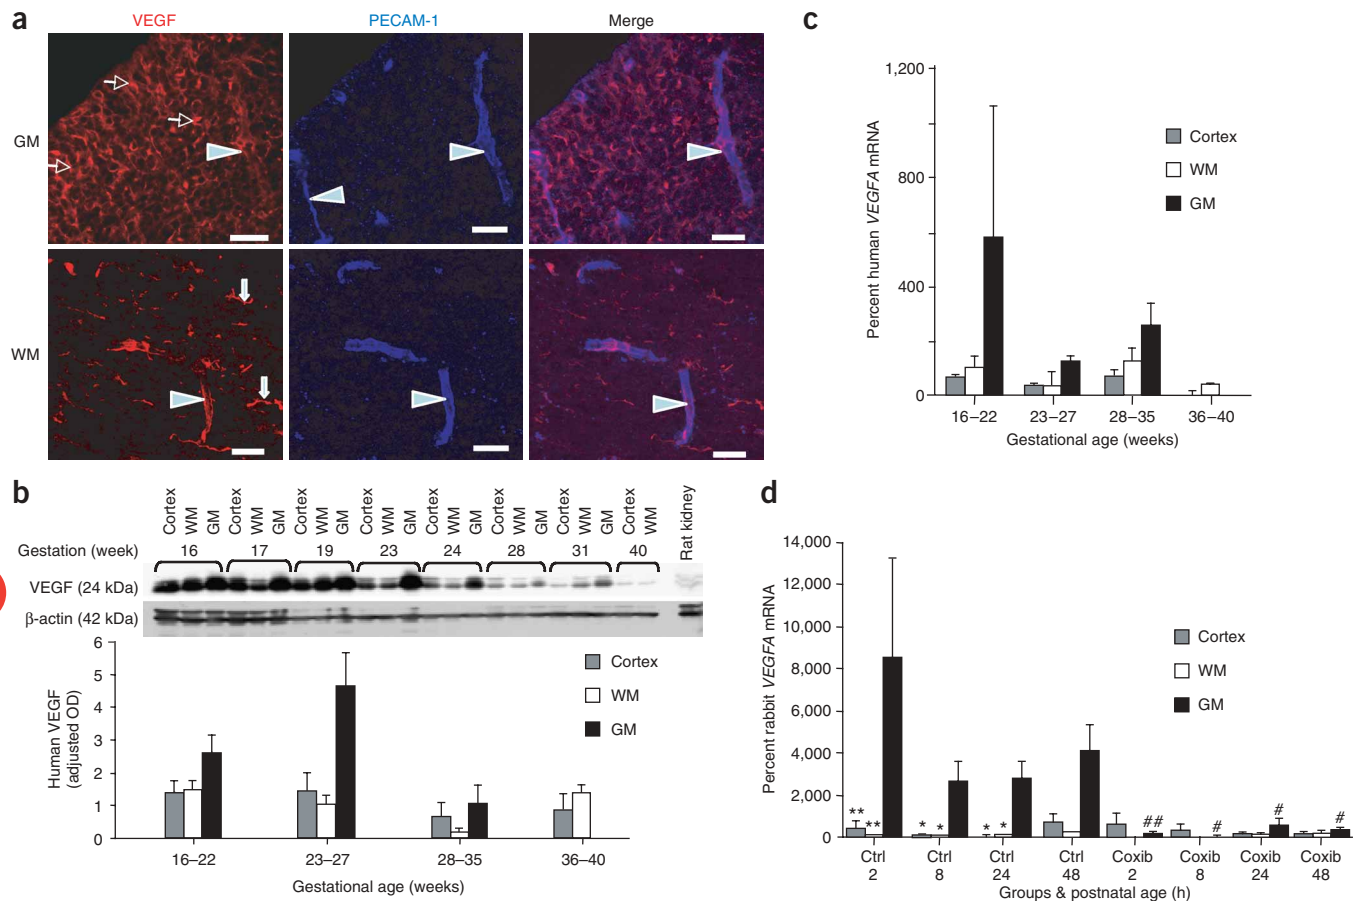 a
VEGF
PECAM-1
Merge
GM
WM
b
Cortex
WM
GM
Cortex
WM
GM
Cortex
WM
GM
Cortex
WM
GM
Cortex
WM
GM
Cortex
WM
GM
Cortex
WM
GM
Cortex
WM
Rat kidney
Gestation (week)
16
17
19
23
24
28
31
40
VEGF (24 kDa)
β-actin (42 kDa)
Human VEGF
(adjusted OD)
6
5
4
3
2
1
0
Cortex
WM
GM
16–22
23–27
28–35
36–40
Gestational age (weeks)
c
Percent human VEGFA mRNA
1,200
800
400
0
Cortex
WM
GM
16–22
23–27
28–35
36–40
Gestational age (weeks)
d
Percent rabbit VEGFA mRNA
14,000
12,000
10,000
8,000
6,000
4,000
2,000
0
Cortex
WM
GM
**
**
*
*
*
*
##
#
#
#
Ctrl
2
Ctrl
8
Ctrl
24
Ctrl
48
Coxib
2
Coxib
8
Coxib
24
Coxib
48
Groups & postnatal age (h)